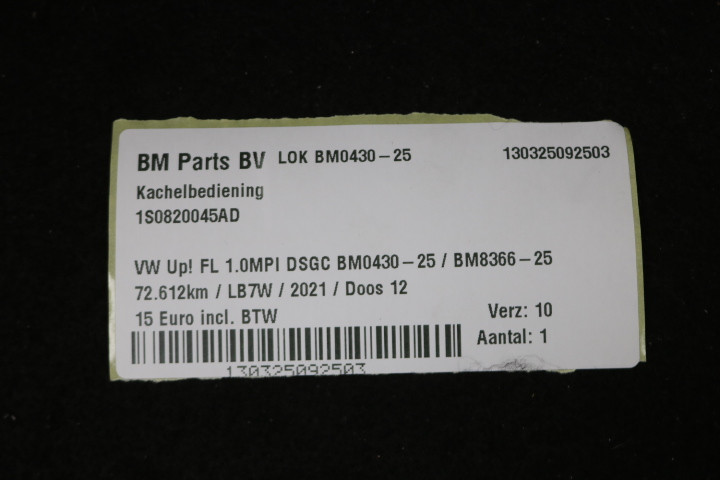 BM Parts BV LOK BM0430-25 130325092503
Kachelbediening
1S0820045AD
VW Up! FL 1.0MPI DSGC BM0430-25 / BM8366-25
72.612km / LB7W / 2021 / Doos 12
15 Euro incl. BTW Verz: 10
Aantal: 1
130325092503